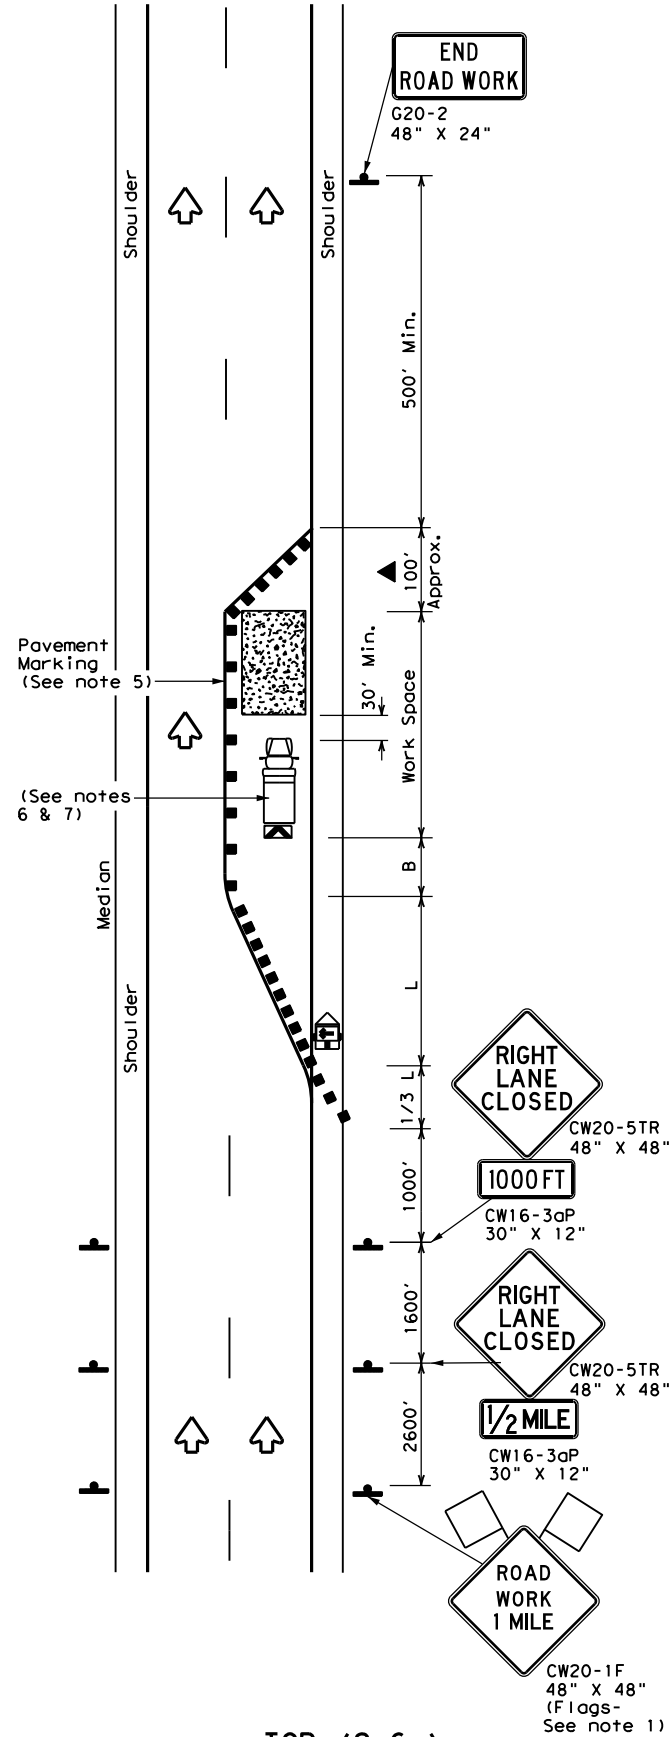 END
ROAD WORK
G20-2
48" X 24"
Shoulder
Shoulder
500' Min.
100'
Approx.
Pavement
Marking
(See note 5)
30' Min.
Work Space
(See notes
6 & 7)
B
Median
L
Shoulder
1/3 L
RIGHT
LANE
CLOSED
CW20-5TR
48" X 48"
1000 FT
CW16-3aP
30" X 12"
1000'
1600'
RIGHT
LANE
CLOSED
CW20-5TR
48" X 48"
1/2 MILE
CW16-3aP
30" X 12"
2600'
ROAD
WORK
1 MILE
CW20-1F
48" X 48"
(Flags-
See note 1)